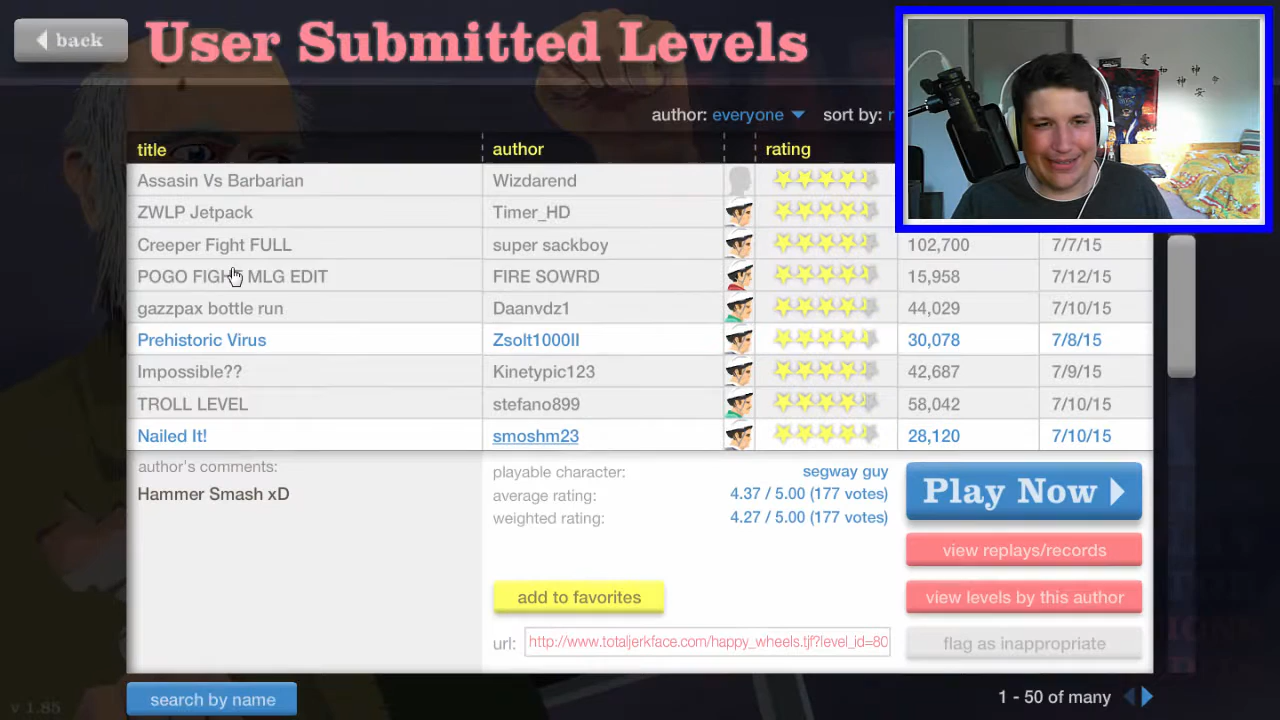 back
User Submitted Levels
author: everyone sort by:
title author rating
Assasin Vs Barbarian Wizdarend
ZWLP Jetpack Timer_HD
Creeper Fight FULL super sackboy 102,700 7/7/15
POGO FIGHT MLG EDIT FIRE SOWRD 15,958 7/12/15
gazzpax bottle run Daanvdz1 44,029 7/10/15
Prehistoric Virus Zsolt1000II 30,078 7/8/15
Impossible?? Kinetypic123 42,687 7/9/15
TROLL LEVEL stefano899 58,042 7/10/15
Nailed It! smoshm23 28,120 7/10/15
author's comments:
Hammer Smash xD
playable character: segway guy
average rating: 4.37 / 5.00 (177 votes)
weighted rating: 4.27 / 5.00 (177 votes)
Play Now
view replays/records
add to favorites
view levels by this author
url: http://www.totaljerkface.com/happy_wheels.tjf?level_id=80
flag as inappropriate
search by name
1 - 50 of many
v 1.85